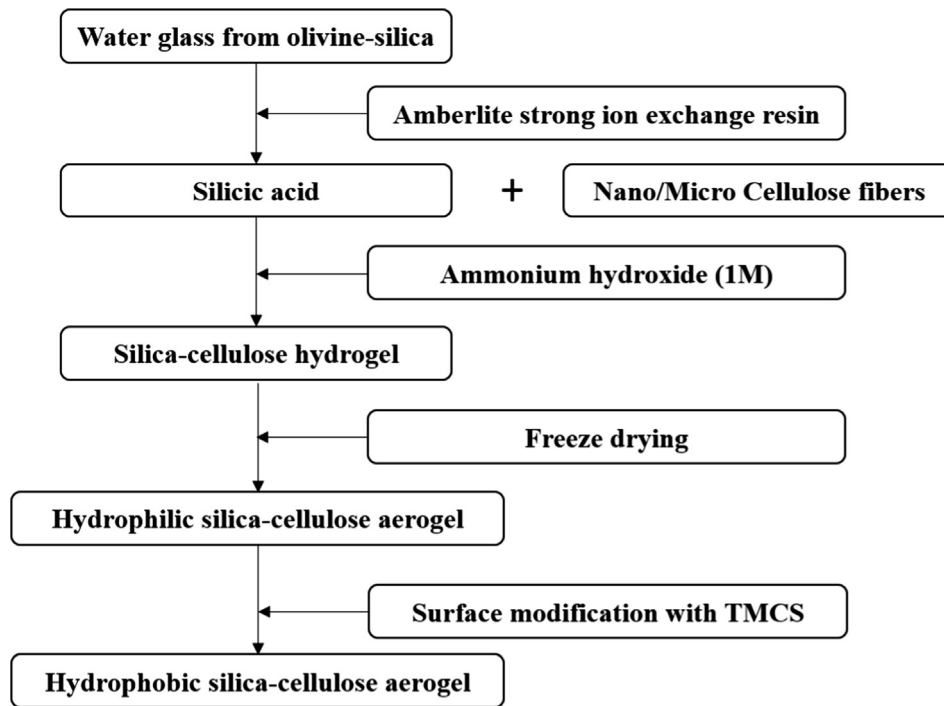 Water glass from olivine-silica
Amberlite strong ion exchange resin
Silicic acid
+
Nano/Micro Cellulose fibers
Ammonium hydroxide (1M)
Silica-cellulose hydrogel
Freeze drying
Hydrophilic silica-cellulose aerogel
Surface modification with TMCS
Hydrophobic silica-cellulose aerogel